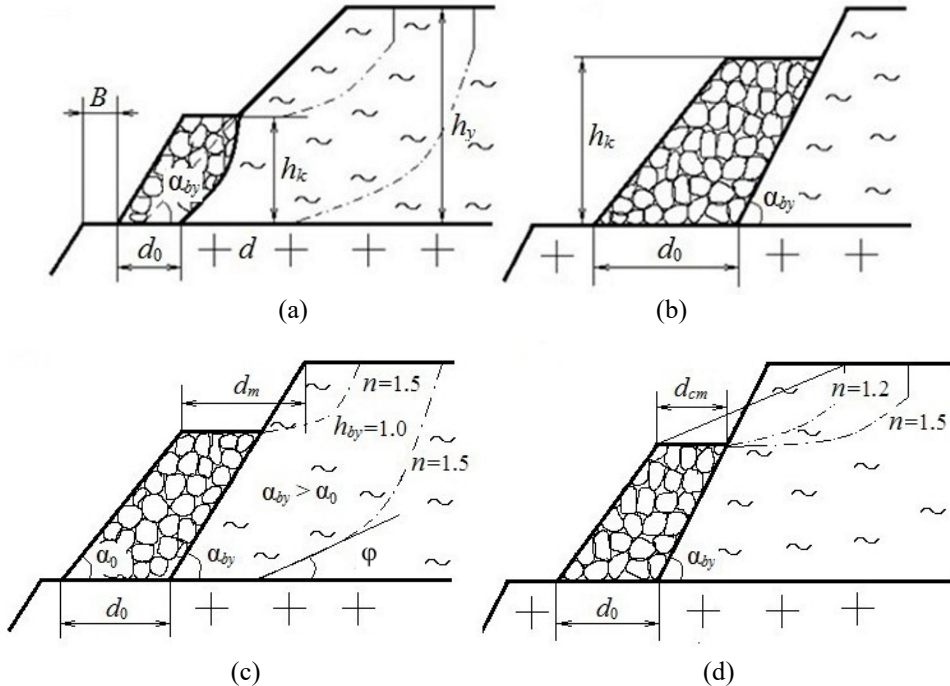 B
α_by
h_k
h_y
d_0
d
(a)
h_k
α_by
d_0
(b)
d_m
n=1.5
h_by=1.0
n=1.5
α_by > α_0
α_0
α_by
φ
d_0
(c)
d_cm
n=1.2
n=1.5
α_by
d_0
(d)